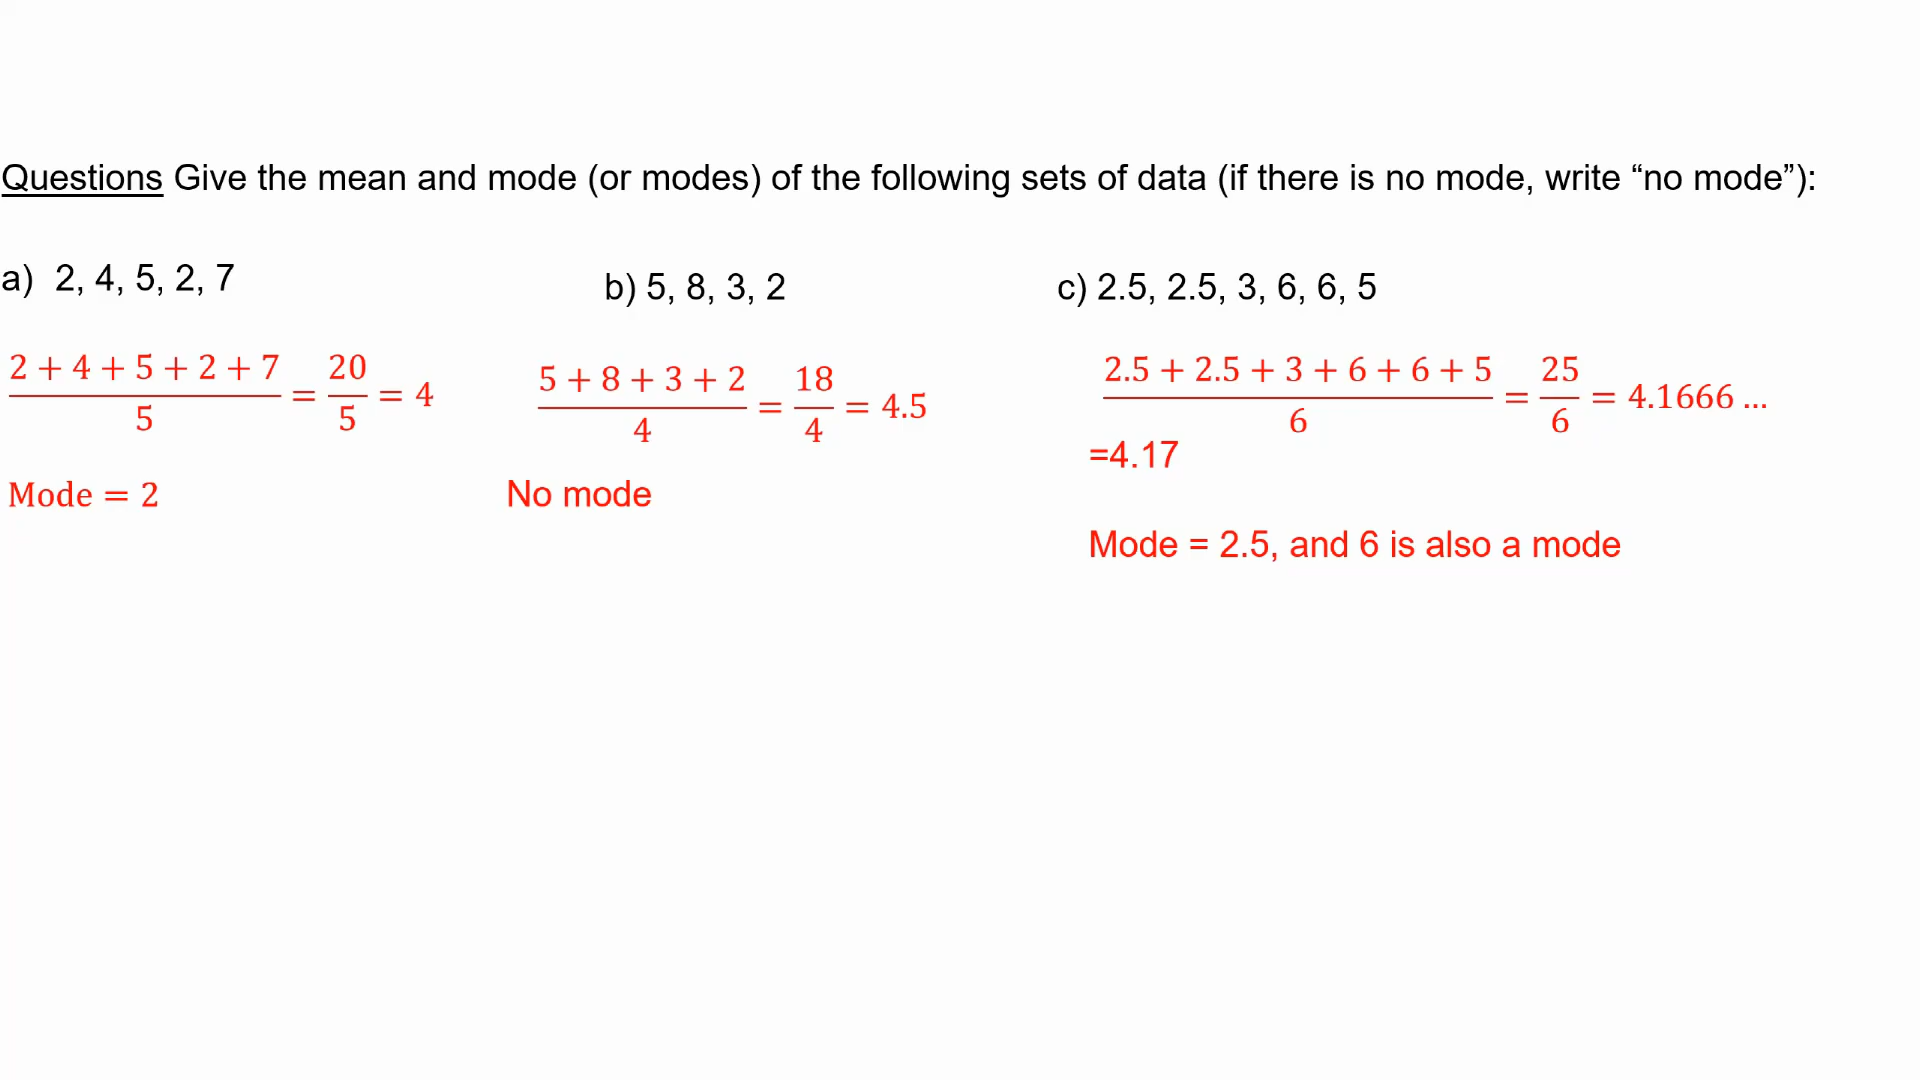 Questions Give the mean and mode (or modes) of the following sets of data (if there is no mode, write “no mode”):
a) 2, 4, 5, 2, 7
2 + 4 + 5 + 2 + 7 / 5 = 20 / 5 = 4
Mode = 2
b) 5, 8, 3, 2
5 + 8 + 3 + 2 / 4 = 18 / 4 = 4.5
No mode
c) 2.5, 2.5, 3, 6, 6, 5
2.5 + 2.5 + 3 + 6 + 6 + 5 / 6 = 25 / 6 = 4.1666 ...
=4.17
Mode = 2.5, and 6 is also a mode